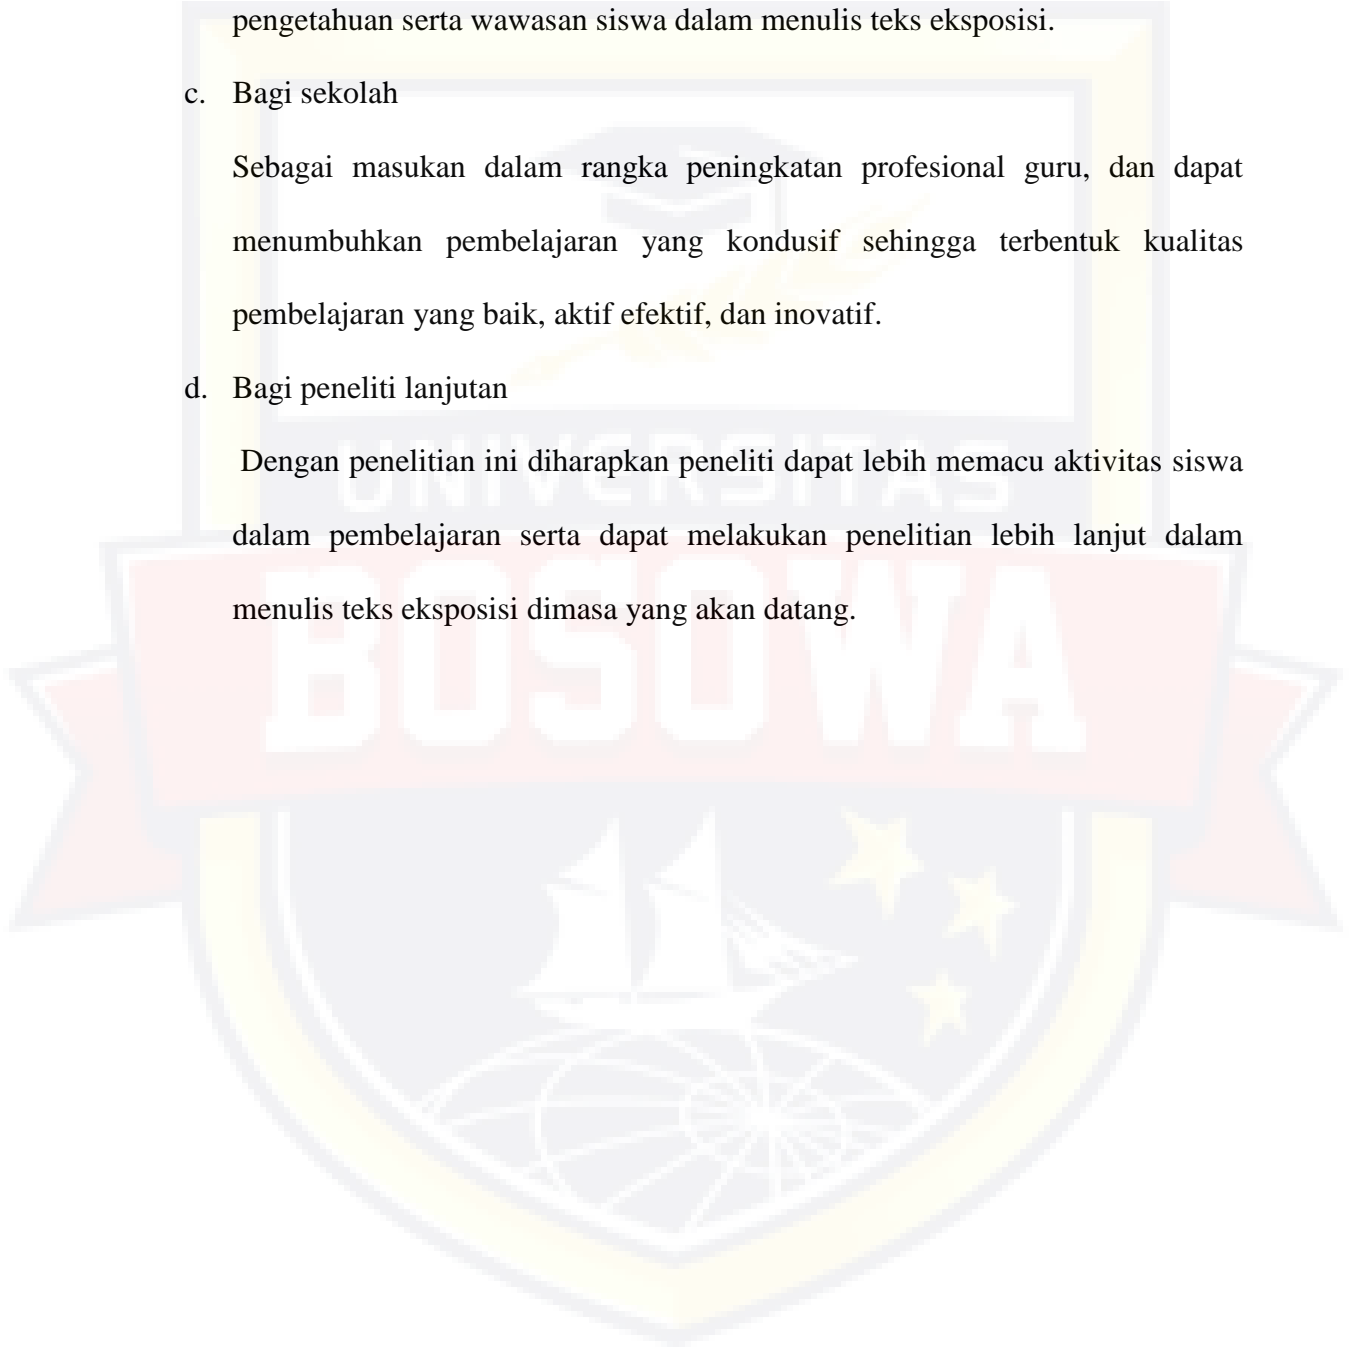 pengetahuan serta wawasan siswa dalam menulis teks eksposisi.
c. Bagi sekolah
Sebagai masukan dalam rangka peningkatan profesional guru, dan dapat
menumbuhkan pembelajaran yang kondusif sehingga terbentuk kualitas
pembelajaran yang baik, aktif efektif, dan inovatif.
d. Bagi peneliti lanjutan
UNIVERSITAS
Dengan penelitian ini diharapkan peneliti dapat lebih memacu aktivitas siswa
dalam pembelajaran serta dapat melakukan penelitian lebih lanjut dalam
menulis teks eksposisi dimasa yang akan datang.
BOSOWA